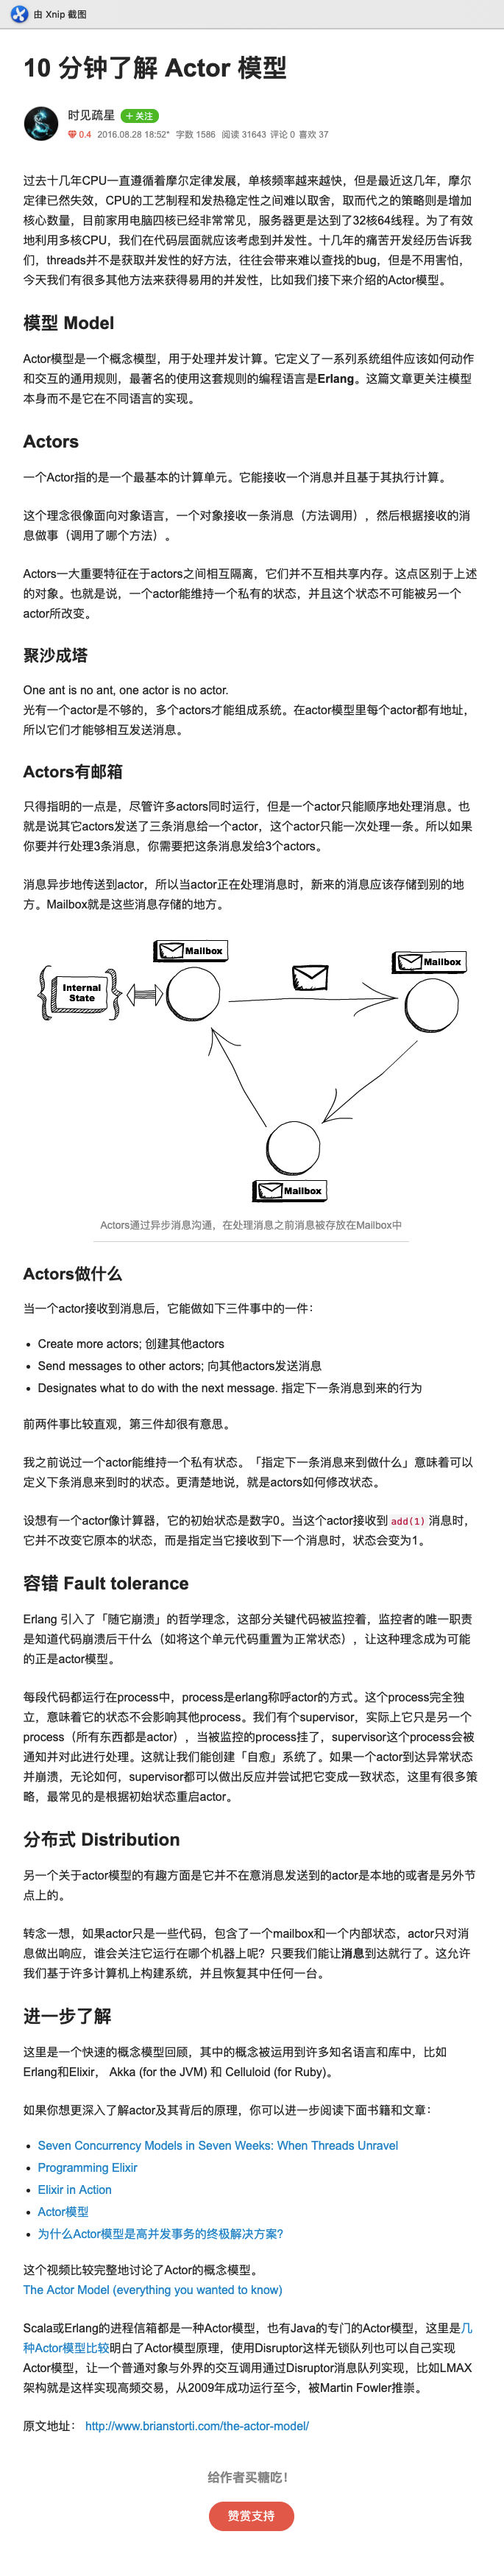 由 Xnip 截图
10 分钟了解 Actor 模型
时见疏星 ＋关注
0.4 2016.08.28 18:52* 字数 1586 阅读 31643 评论 0 喜欢 37
过去十几年CPU一直遵循着摩尔定律发展，单核频率越来越快，但是最近这几年，摩尔
定律已然失效，CPU的工艺制程和发热稳定性之间难以取舍，取而代之的策略则是增加
核心数量，目前家用电脑四核已经非常常见，服务器更是达到了32核64线程。为了有效
地利用多核CPU，我们在代码层面就应该考虑到并发性。十几年的痛苦开发经历告诉我
们，threads并不是获取并发性的好方法，往往会带来难以查找的bug，但是不用害怕，
今天我们有很多其他方法来获得易用的并发性，比如我们接下来介绍的Actor模型。
模型 Model
Actor模型是一个概念模型，用于处理并发计算。它定义了一系列系统组件应该如何动作
和交互的通用规则，最著名的使用这套规则的编程语言是Erlang。这篇文章更关注模型
本身而不是它在不同语言的实现。
Actors
一个Actor指的是一个最基本的计算单元。它能接收一个消息并且基于其执行计算。
这个理念很像面向对象语言，一个对象接收一条消息（方法调用），然后根据接收的消
息做事（调用了哪个方法）。
Actors一大重要特征在于actors之间相互隔离，它们并不互相共享内存。这点区别于上述
的对象。也就是说，一个actor能维持一个私有的状态，并且这个状态不可能被另一个
actor所改变。
聚沙成塔
One ant is no ant, one actor is no actor.
光有一个actor是不够的，多个actors才能组成系统。在actor模型里每个actor都有地址，
所以它们才能够相互发送消息。
Actors有邮箱
只得指明的一点是，尽管许多actors同时运行，但是一个actor只能顺序地处理消息。也
就是说其它actors发送了三条消息给一个actor，这个actor只能一次处理一条。所以如果
你要并行处理3条消息，你需要把这条消息发给3个actors。
消息异步地传送到actor，所以当actor正在处理消息时，新来的消息应该存储到别的地
方。Mailbox就是这些消息存储的地方。
Mailbox
Mailbox
Internal
State
Mailbox
Actors通过异步消息沟通，在处理消息之前消息被存放在Mailbox中
Actors做什么
当一个actor接收到消息后，它能做如下三件事中的一件：
• Create more actors; 创建其他actors
• Send messages to other actors; 向其他actors发送消息
• Designates what to do with the next message. 指定下一条消息到来的行为
前两件事比较直观，第三件却很有意思。
我之前说过一个actor能维持一个私有状态。「指定下一条消息来到做什么」意味着可以
定义下条消息来到时的状态。更清楚地说，就是actors如何修改状态。
设想有一个actor像计算器，它的初始状态是数字0。当这个actor接收到 add(1) 消息时，
它并不改变它原本的状态，而是指定当它接收到下一个消息时，状态会变为1。
容错 Fault tolerance
Erlang 引入了「随它崩溃」的哲学理念，这部分关键代码被监控着，监控者的唯一职责
是知道代码崩溃后干什么（如将这个单元代码重置为正常状态），让这种理念成为可能
的正是actor模型。
每段代码都运行在process中，process是erlang称呼actor的方式。这个process完全独
立，意味着它的状态不会影响其他process。我们有个supervisor，实际上它只是另一个
process（所有东西都是actor），当被监控的process挂了，supervisor这个process会被
通知并对此进行处理。这就让我们能创建「自愈」系统了。如果一个actor到达异常状态
并崩溃，无论如何，supervisor都可以做出反应并尝试把它变成一致状态，这里有很多策
略，最常见的是根据初始状态重启actor。
分布式 Distribution
另一个关于actor模型的有趣方面是它并不在意消息发送到的actor是本地的或者是另外节
点上的。
转念一想，如果actor只是一些代码，包含了一个mailbox和一个内部状态，actor只对消
息做出响应，谁会关注它运行在哪个机器上呢？只要我们能让消息到达就行了。这允许
我们基于许多计算机上构建系统，并且恢复其中任何一台。
进一步了解
这里是一个快速的概念模型回顾，其中的概念被运用到许多知名语言和库中，比如
Erlang和Elixir， Akka (for the JVM) 和 Celluloid (for Ruby)。
如果你想更深入了解actor及其背后的原理，你可以进一步阅读下面书籍和文章：
• Seven Concurrency Models in Seven Weeks: When Threads Unravel
• Programming Elixir
• Elixir in Action
• Actor模型
• 为什么Actor模型是高并发事务的终极解决方案？
这个视频比较完整地讨论了Actor的概念模型。
The Actor Model (everything you wanted to know)
Scala或Erlang的进程信箱都是一种Actor模型，也有Java的专门的Actor模型，这里是几
种Actor模型比较明白了Actor模型原理，使用Disruptor这样无锁队列也可以自己实现
Actor模型，让一个普通对象与外界的交互调用通过Disruptor消息队列实现，比如LMAX
架构就是这样实现高频交易，从2009年成功运行至今，被Martin Fowler推崇。
原文地址： http://www.brianstorti.com/the-actor-model/
给作者买糖吃！
赞赏支持